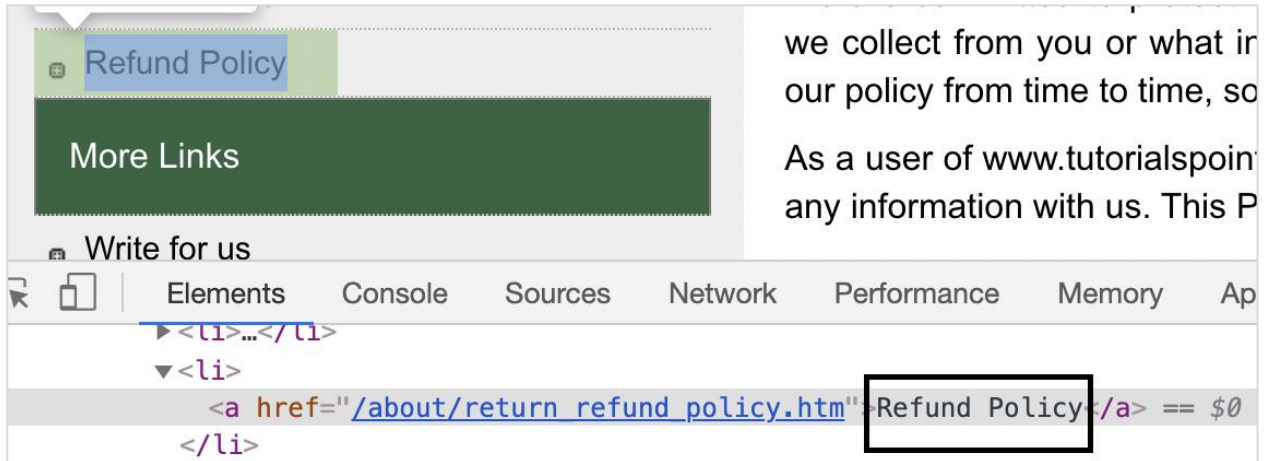 Refund Policy
More Links
Write for us
we collect from you or what in
our policy from time to time, so
As a user of www.tutorialspoin
any information with us. This P
Elements Console Sources Network Performance Memory Ap
▶<li>…</li>
▼<li>
<a href="/about/return_refund_policy.htm">Refund Policy</a> == $0
</li>